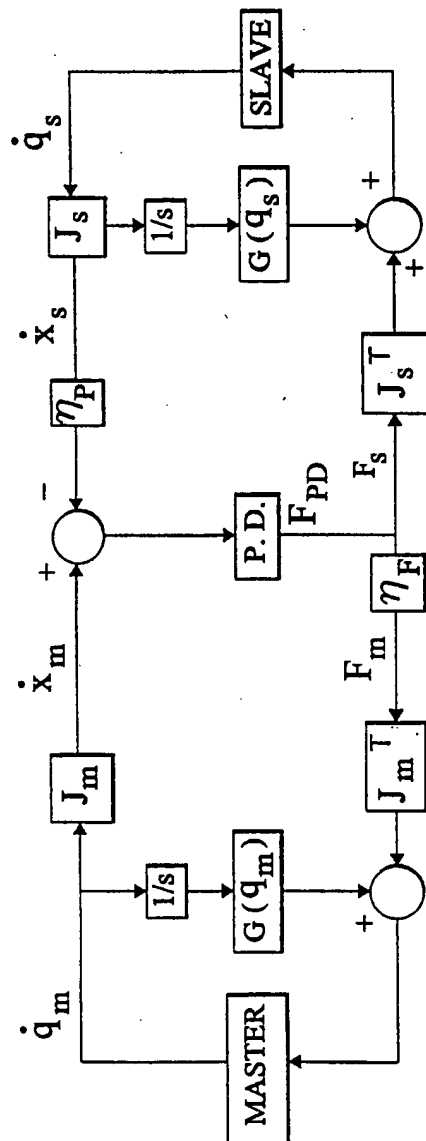 q̇m
ẋm
ẋs
q̇s
Jm
+
−
ηP
Js
1/s
1/s
MASTER
G(qm)
P.D.
G(qs)
SLAVE
FPD
+
Fm
Fs
+
+
JmT
ηF
JsT